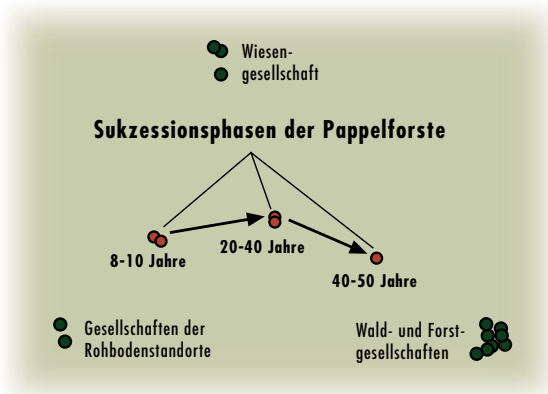 Wiesen-
gesellschaft
Sukzessionsphasen der Pappelforste
8-10 Jahre
20-40 Jahre
40-50 Jahre
Gesellschaften der
Rohbodenstandorte
Wald- und Forst-
gesellschaften